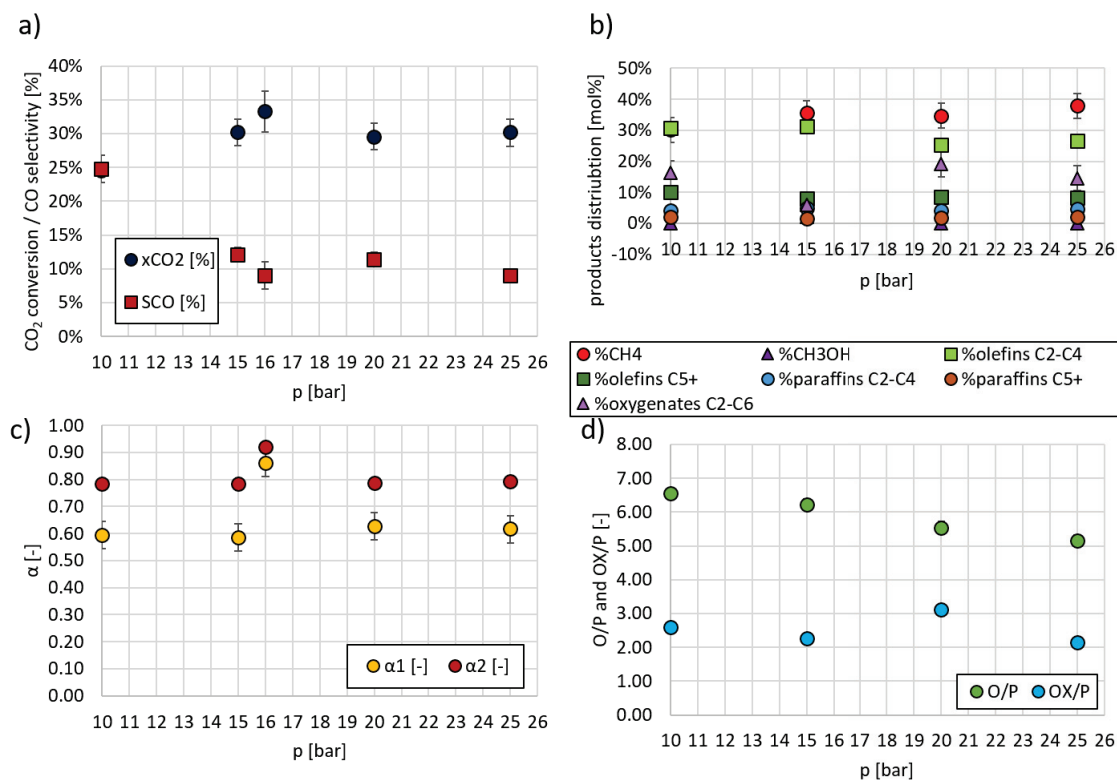 a)
CO2 conversion / CO selectivity [%]
40%
35%
30%
25%
20%
15%
10%
5%
0%
xCO2 [%]
SCO [%]
10 11 12 13 14 15 16 17 18 19 20 21 22 23 24 25 26
p [bar]
b)
products distriubtion [mol%]
50%
40%
30%
20%
10%
0%
-10%
10 11 12 13 14 15 16 17 18 19 20 21 22 23 24 25 26
p [bar]
%CH4 %CH3OH %olefins C2-C4
%olefins C5+ %paraffins C2-C4 %paraffins C5+
%oxygenates C2-C6
c)
α [-]
1.00
0.90
0.80
0.70
0.60
0.50
0.40
0.30
0.20
0.10
0.00
α1 [-] α2 [-]
10 11 12 13 14 15 16 17 18 19 20 21 22 23 24 25 26
p [bar]
d)
O/P and OX/P [-]
8.00
7.00
6.00
5.00
4.00
3.00
2.00
1.00
0.00
O/P OX/P
10 11 12 13 14 15 16 17 18 19 20 21 22 23 24 25 26
p [bar]